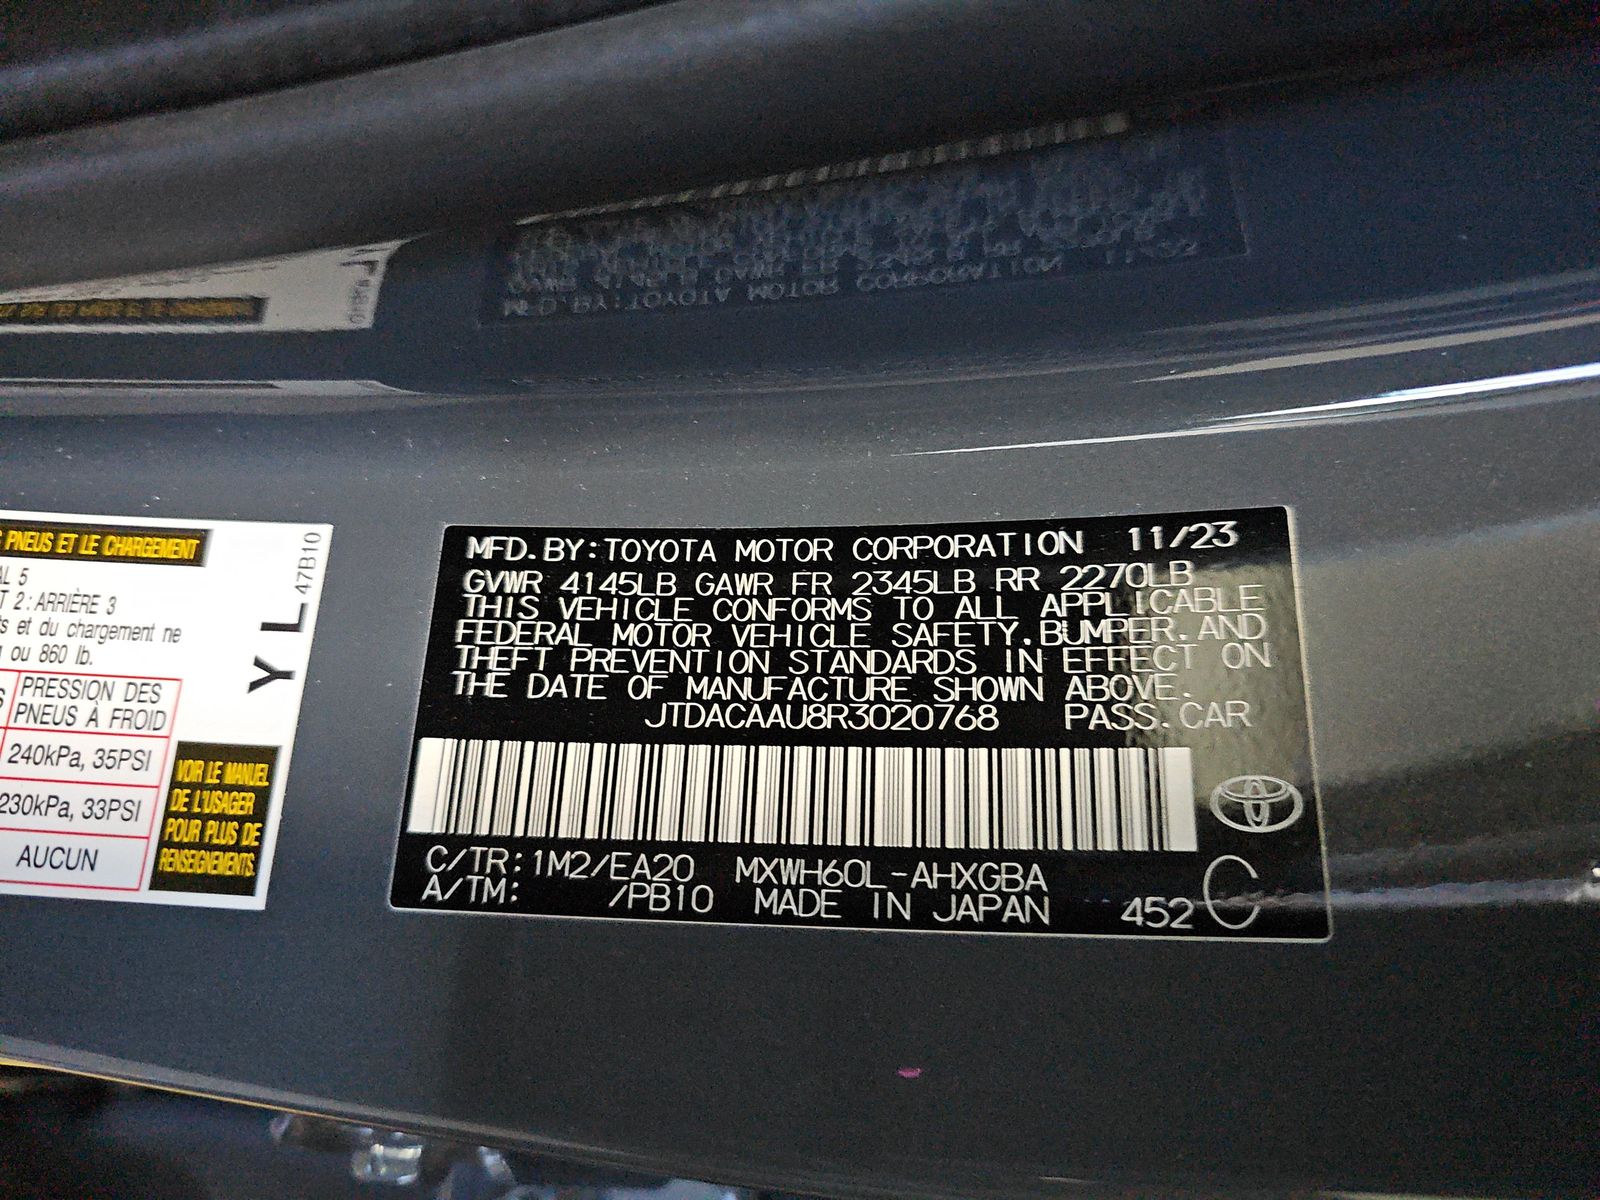 S PNEUS ET LE CHARGEMENT
AL 5
T 2 : ARRIÈRE 3
ts et du chargement ne
ou 860 lb.
PRESSION DES
PNEUS À FROID
240kPa, 35PSI
230kPa, 33PSI
AUCUN
VOIR LE MANUEL
DE L'USAGER
POUR PLUS DE
RENSEIGNEMENTS.
Y L 47B10
MFD. BY: TOYOTA MOTOR CORPORATION 11/23
GVWR 4145LB GAWR FR 2345LB RR 2270LB
THIS VEHICLE CONFORMS TO ALL APPLICABLE
FEDERAL MOTOR VEHICLE SAFETY, BUMPER, AND
THEFT PREVENTION STANDARDS IN EFFECT ON
THE DATE OF MANUFACTURE SHOWN ABOVE.
JTDACAAU8R3020768 PASS. CAR
C/TR: 1M2/EA20 MXWH60L-AHXGBA
A/TM: /PB10 MADE IN JAPAN 452 C